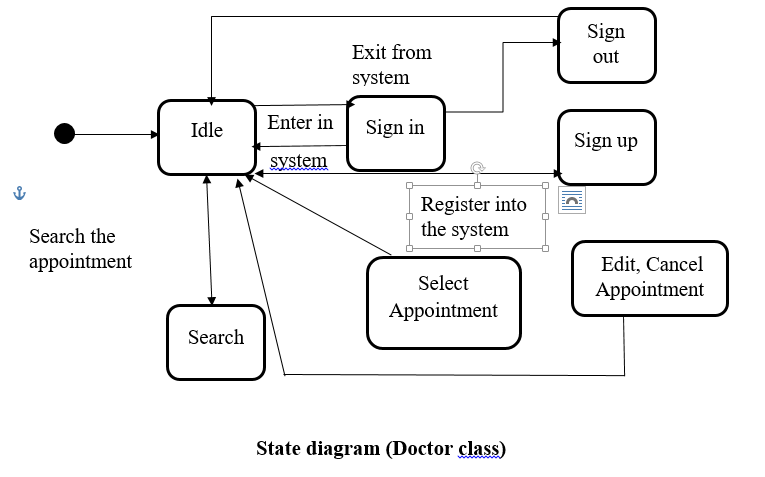 Sign
out
Exit from
system
Idle
Enter in
system
Sign in
Sign up
Register into
the system
Search the
appointment
Select
Appointment
Edit, Cancel
Appointment
Search
State diagram (Doctor class)